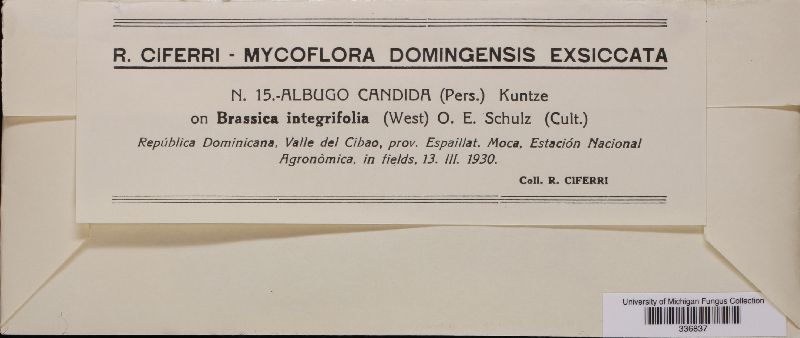 R. CIFERRI - MYCOFLORA DOMINGENSIS EXSICCATA
N. 15.-ALBUGO CANDIDA (Pers.) Kuntze
on Brassica integrifolia (West) O. E. Schulz (Cult.)
República Dominicana, Valle del Cibao, prov. Espaillat. Moca, Estación Nacional
Agronòmica, in fields, 13. III. 1930.
Coll. R. CIFERRI
University of Michigan Fungus Collection
336837